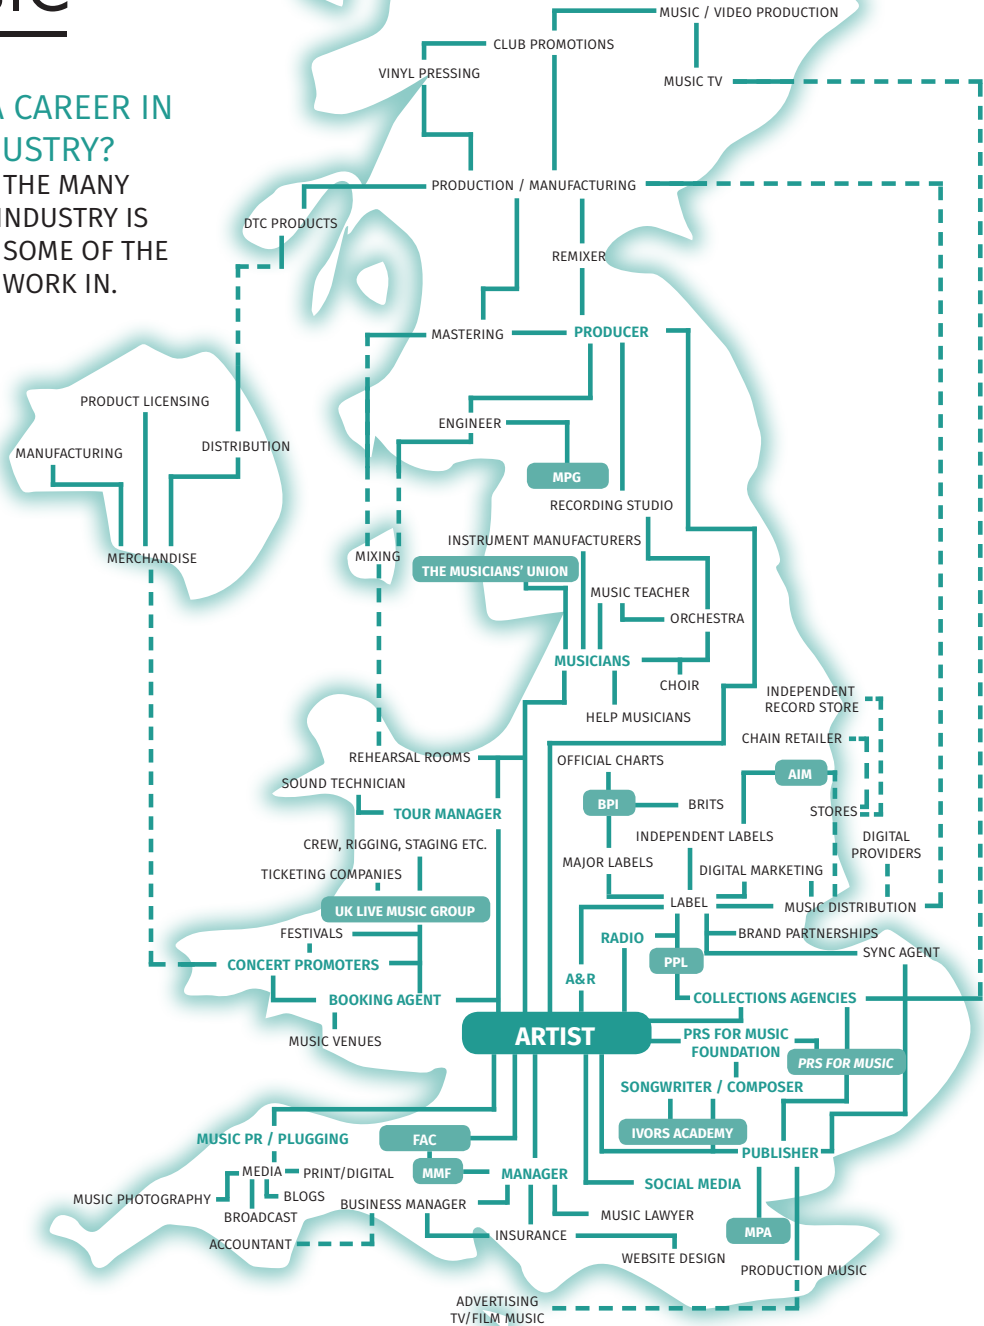 A CAREER IN
USTRY?
THE MANY
INDUSTRY IS
SOME OF THE
WORK IN.
MUSIC / VIDEO PRODUCTION
CLUB PROMOTIONS
VINYL PRESSING
MUSIC TV
PRODUCTION / MANUFACTURING
DTC PRODUCTS
REMIXER
MASTERING
PRODUCER
PRODUCT LICENSING
ENGINEER
MANUFACTURING
DISTRIBUTION
MPG
RECORDING STUDIO
INSTRUMENT MANUFACTURERS
MERCHANDISE
MIXING
THE MUSICIANS' UNION
MUSIC TEACHER
ORCHESTRA
MUSICIANS
CHOIR
HELP MUSICIANS
INDEPENDENT
RECORD STORE
CHAIN RETAILER
REHEARSAL ROOMS
OFFICIAL CHARTS
AIM
SOUND TECHNICIAN
TOUR MANAGER
BPI
BRITS
STORES
CREW, RIGGING, STAGING ETC.
INDEPENDENT LABELS
DIGITAL
PROVIDERS
TICKETING COMPANIES
MAJOR LABELS
DIGITAL MARKETING
UK LIVE MUSIC GROUP
LABEL
MUSIC DISTRIBUTION
FESTIVALS
RADIO
BRAND PARTNERSHIPS
SYNC AGENT
CONCERT PROMOTERS
PPL
A&R
BOOKING AGENT
COLLECTIONS AGENCIES
MUSIC VENUES
ARTIST
PRS FOR MUSIC
FOUNDATION
PRS FOR MUSIC
SONGWRITER / COMPOSER
MUSIC PR / PLUGGING
FAC
IVORS ACADEMY
PUBLISHER
MEDIA
PRINT/DIGITAL
MMF
MANAGER
SOCIAL MEDIA
MUSIC PHOTOGRAPHY
BLOGS
BUSINESS MANAGER
BROADCAST
MUSIC LAWYER
MPA
ACCOUNTANT
INSURANCE
WEBSITE DESIGN
PRODUCTION MUSIC
ADVERTISING
TV/FILM MUSIC